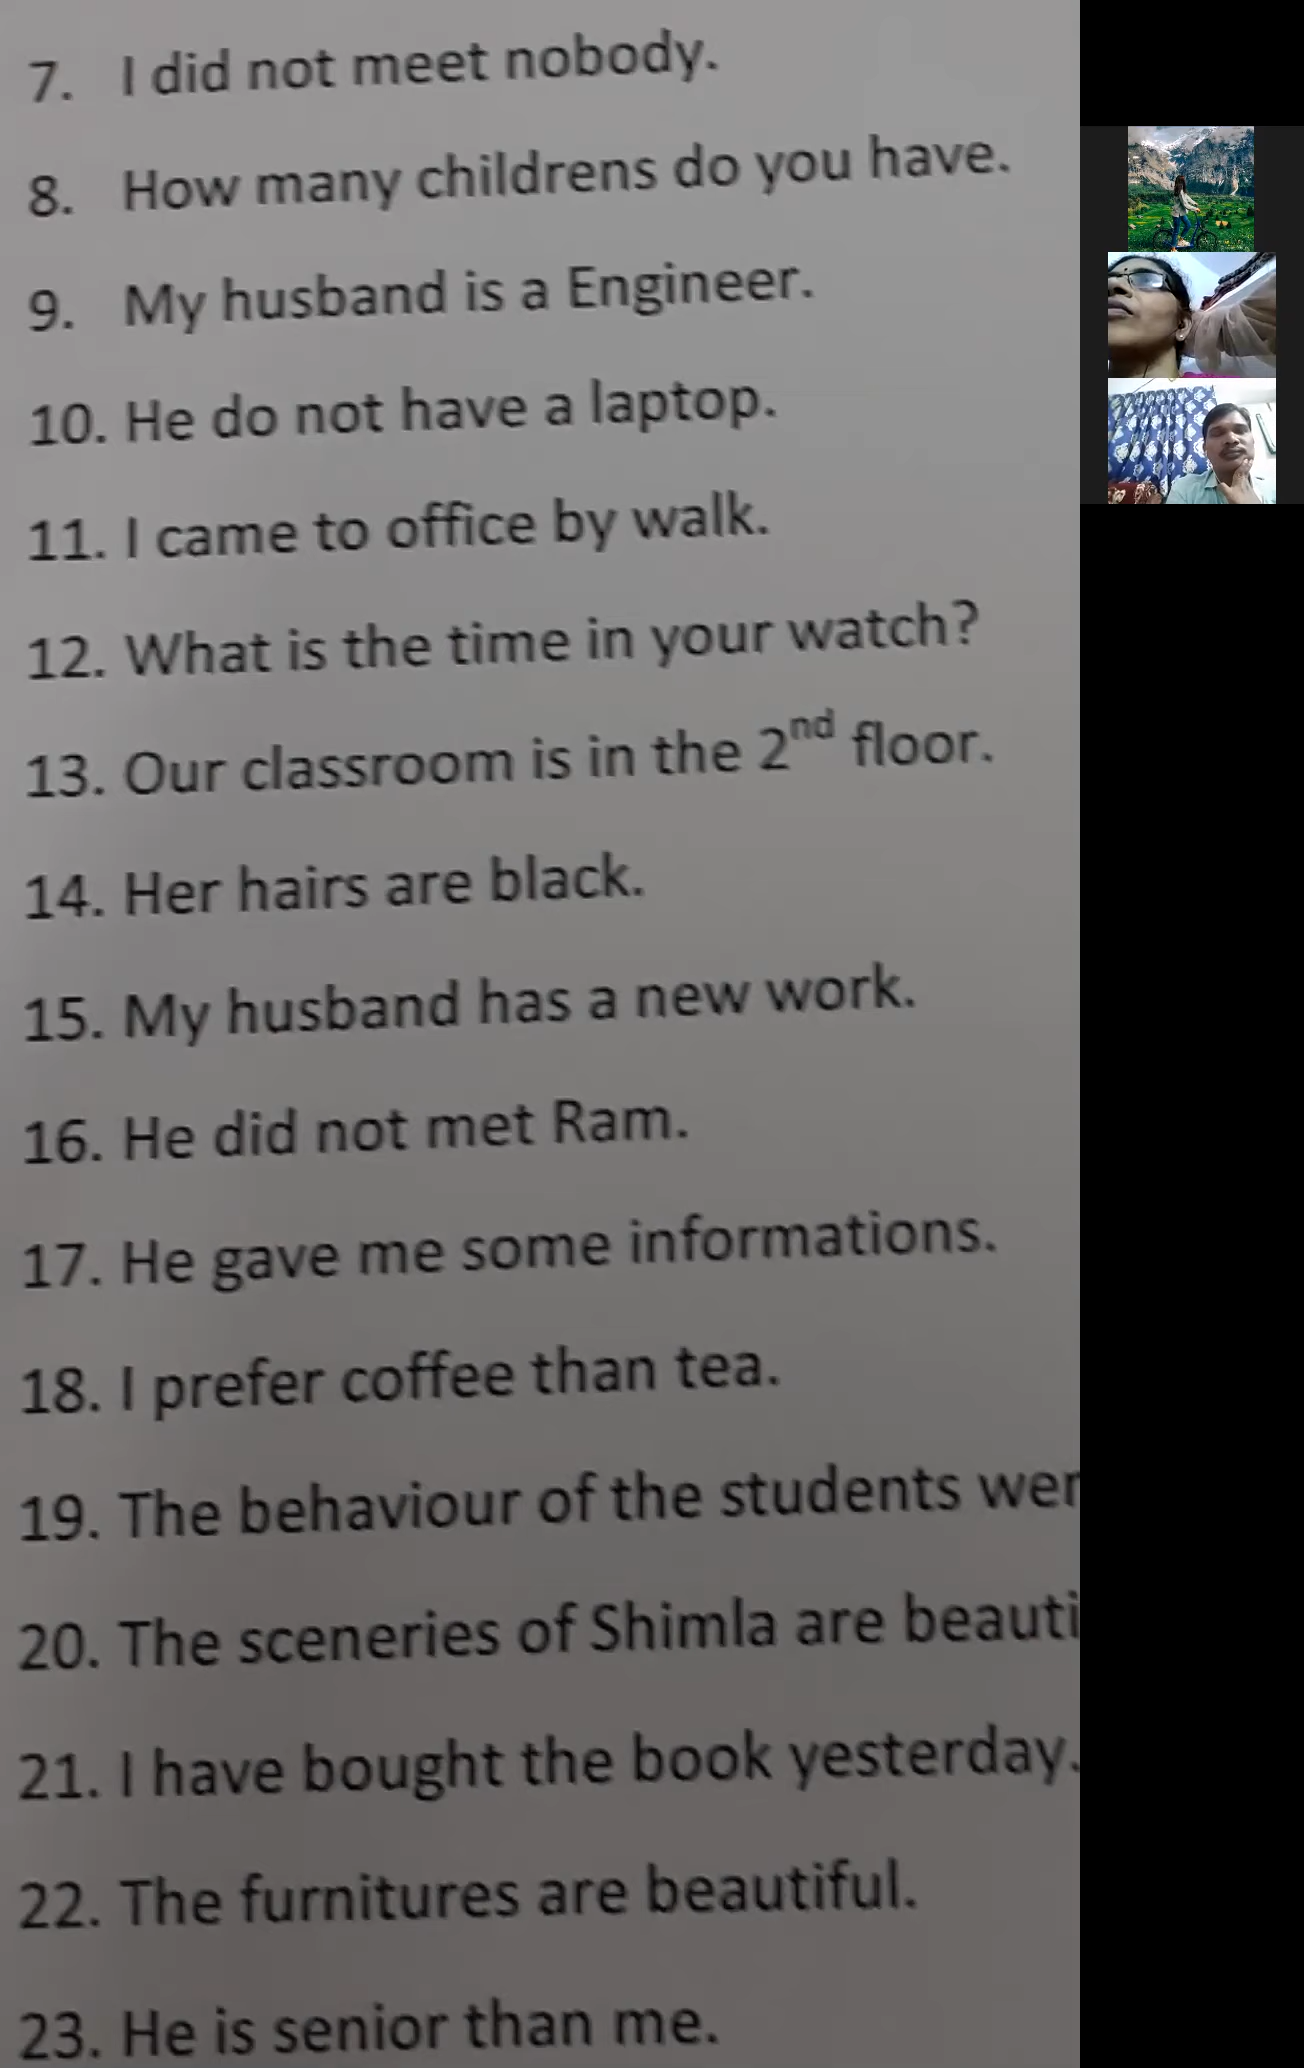 7. I did not meet nobody.
8. How many childrens do you have.
9. My husband is a Engineer.
10. He do not have a laptop.
11. I came to office by walk.
12. What is the time in your watch?
13. Our classroom is in the 2nd floor.
14. Her hairs are black.
15. My husband has a new work.
16. He did not met Ram.
17. He gave me some informations.
18. I prefer coffee than tea.
19. The behaviour of the students wer
20. The sceneries of Shimla are beauti
21. I have bought the book yesterday.
22. The furnitures are beautiful.
23. He is senior than me.